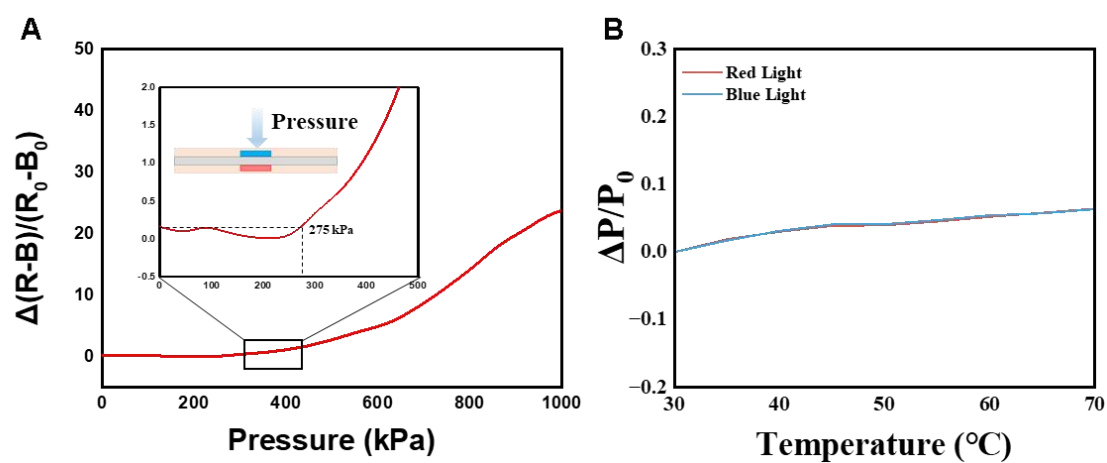 A
Δ(R-B)/(R₀-B₀)
50
40
30
20
10
0
0 200 400 600 800 1000
Pressure (kPa)
2.0
1.5
1.0
0.5
0.0
-0.5
0 100 200 300 400 500
Pressure
275 kPa
B
ΔP/P₀
0.3
0.2
0.1
0.0
−0.1
−0.2
30 40 50 60 70
Temperature (°C)
Red Light
Blue Light